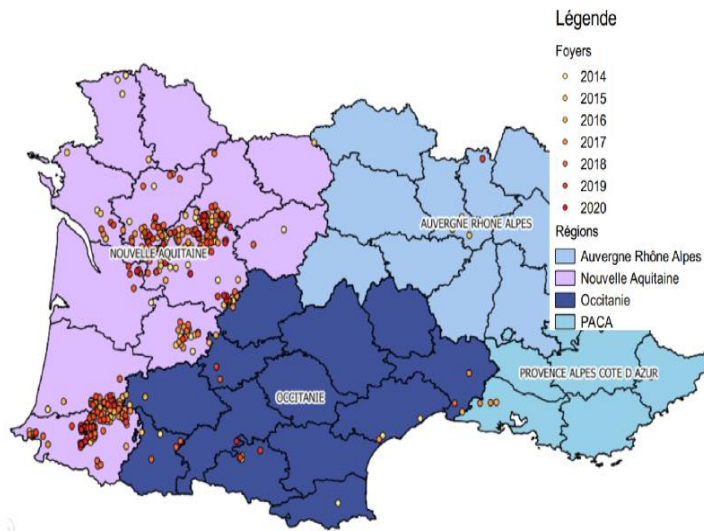 Légende
Foyers
2014
2015
2016
2017
2018
2019
2020
Régions
Auvergne Rhône Alpes
Nouvelle Aquitaine
Occitanie
PACA
AUVERGNE RHONE ALPES
NOUVELLE AQUITAINE
PROVENCE ALPES COTE D AZUR
OCCITANIE